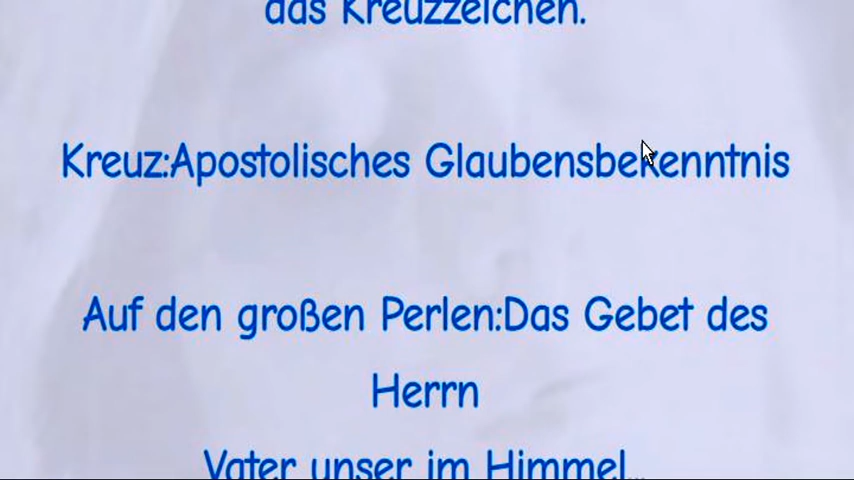 das Kreuzzeichen.
Kreuz:Apostolisches Glaubensbekenntnis
Auf den großen Perlen:Das Gebet des
Herrn
Vater unser im Himmel...